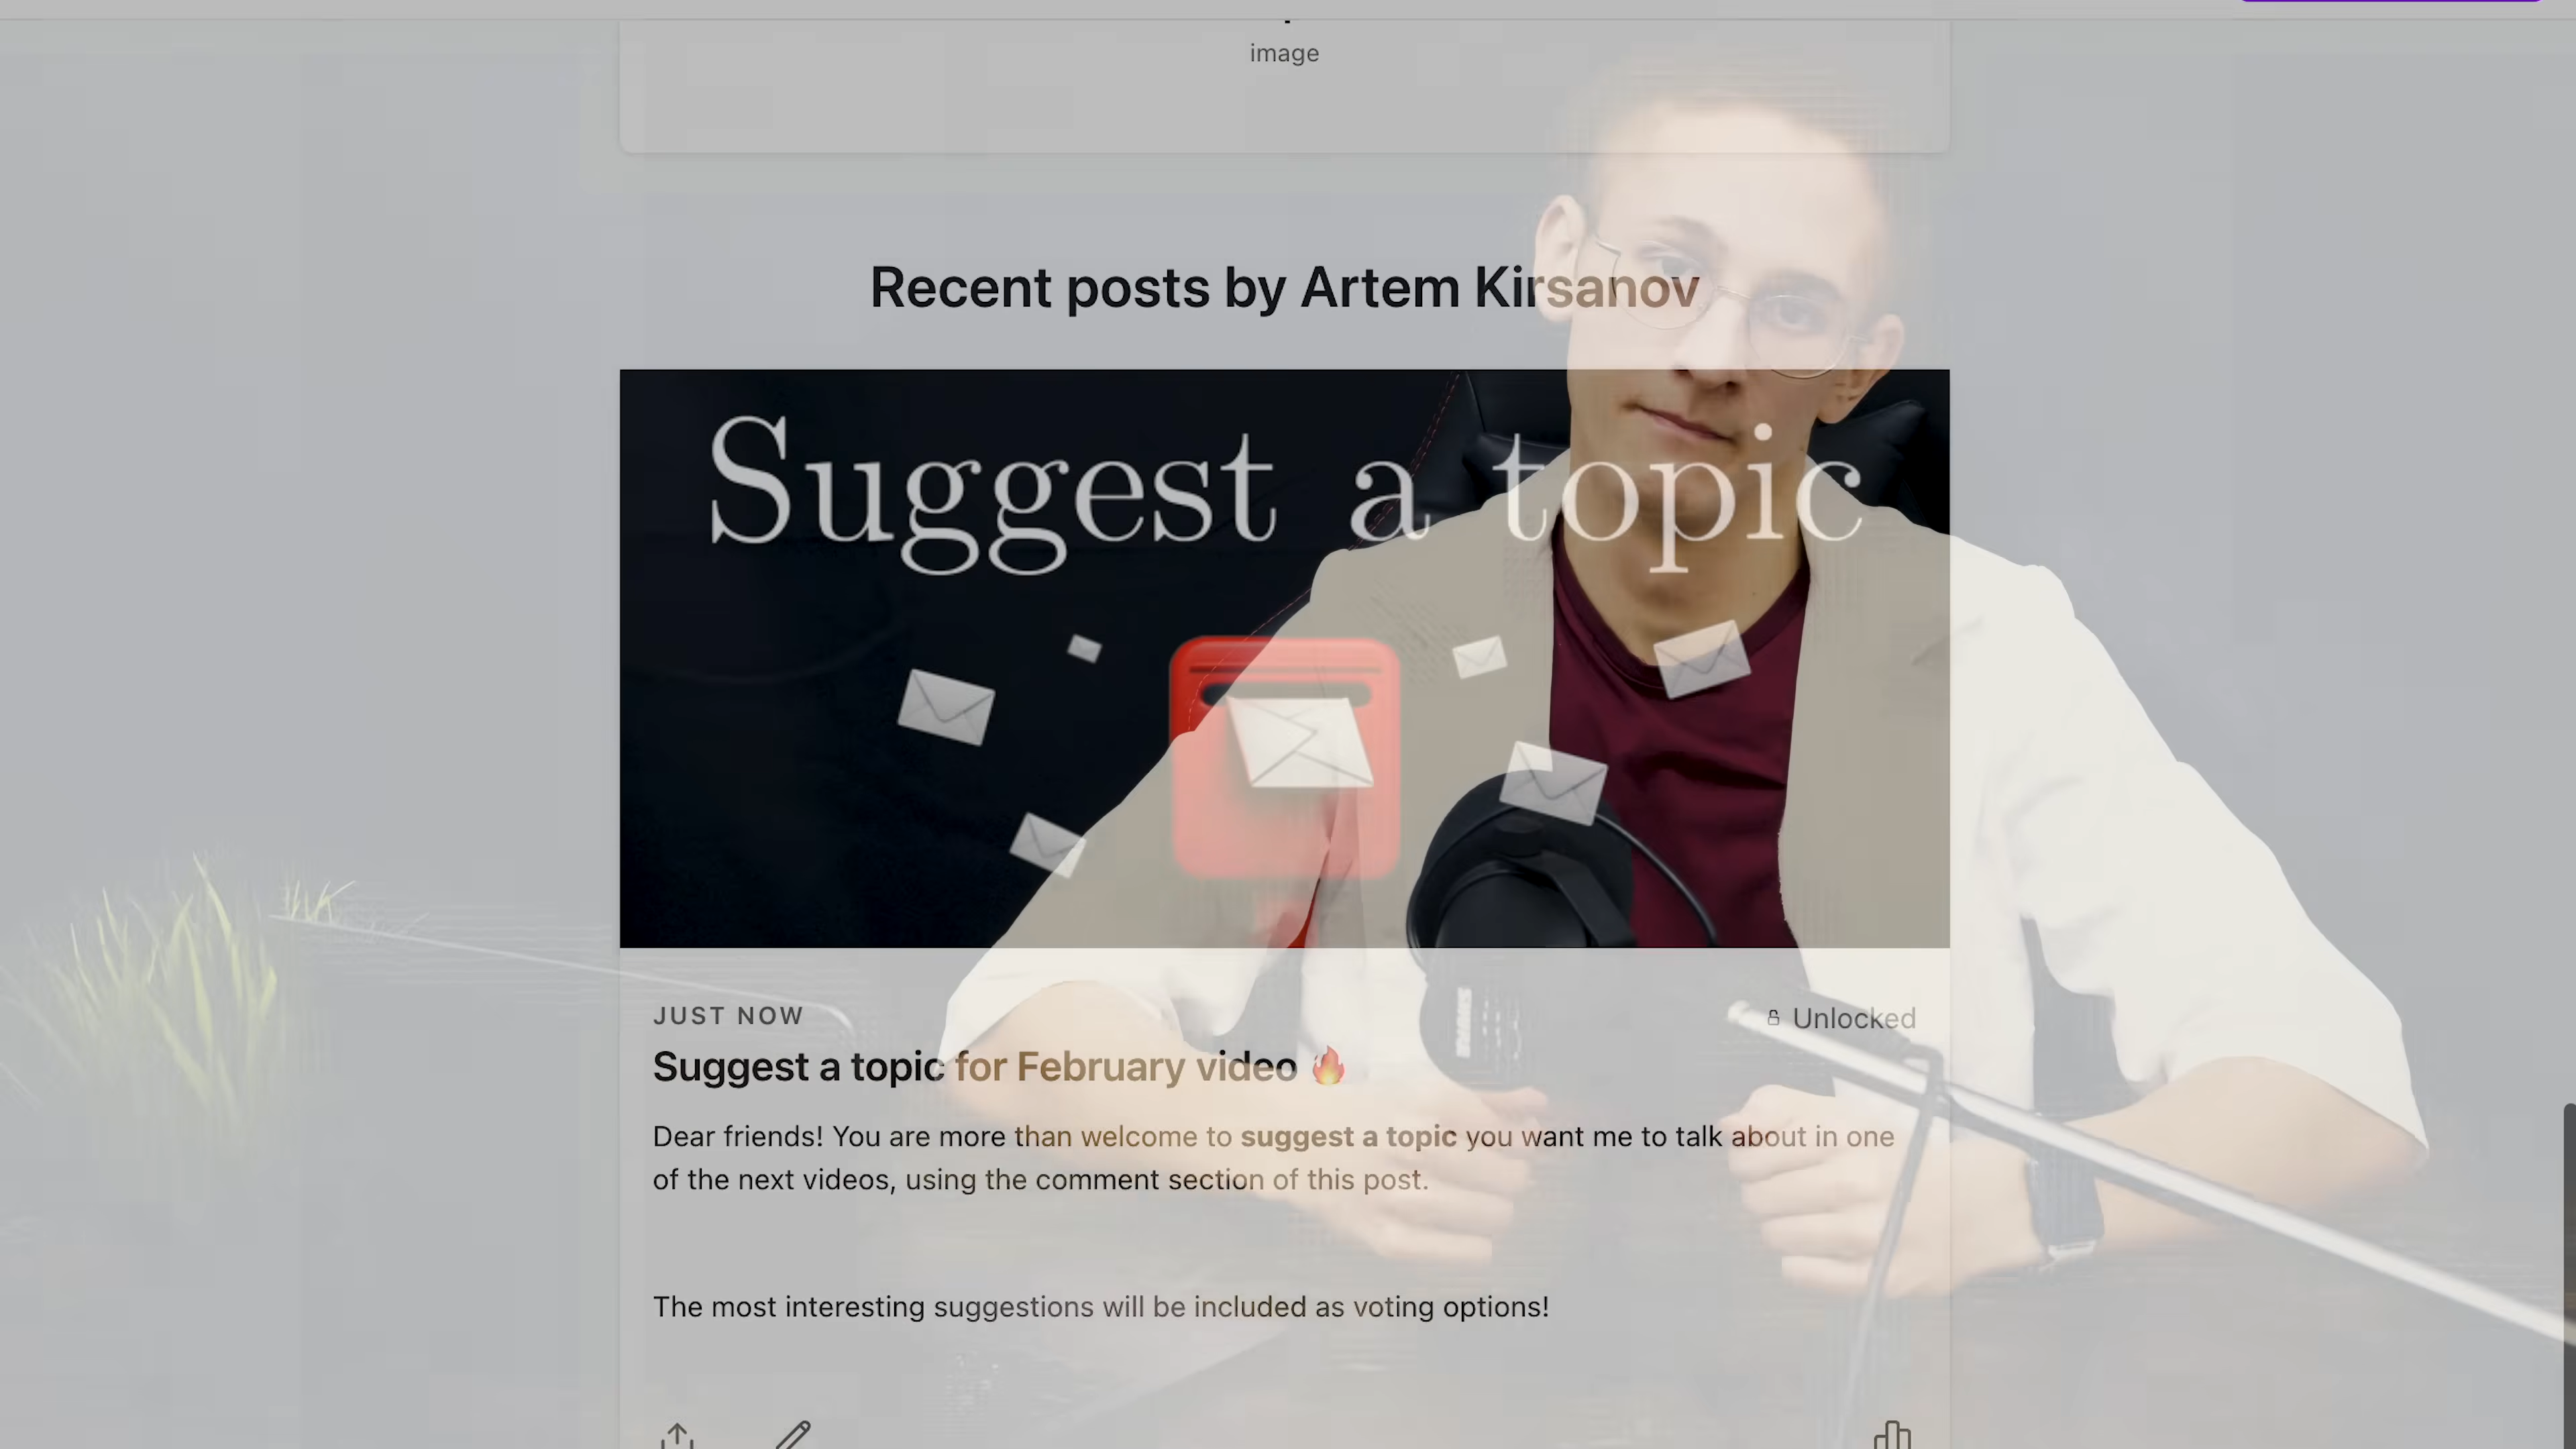 image
Recent posts by Artem Kirsanov
Suggest a topic
JUST NOW
Unlocked
Suggest a topic for February video 🔥
Dear friends! You are more than welcome to suggest a topic you want me to talk about in one
of the next videos, using the comment section of this post.
The most interesting suggestions will be included as voting options!